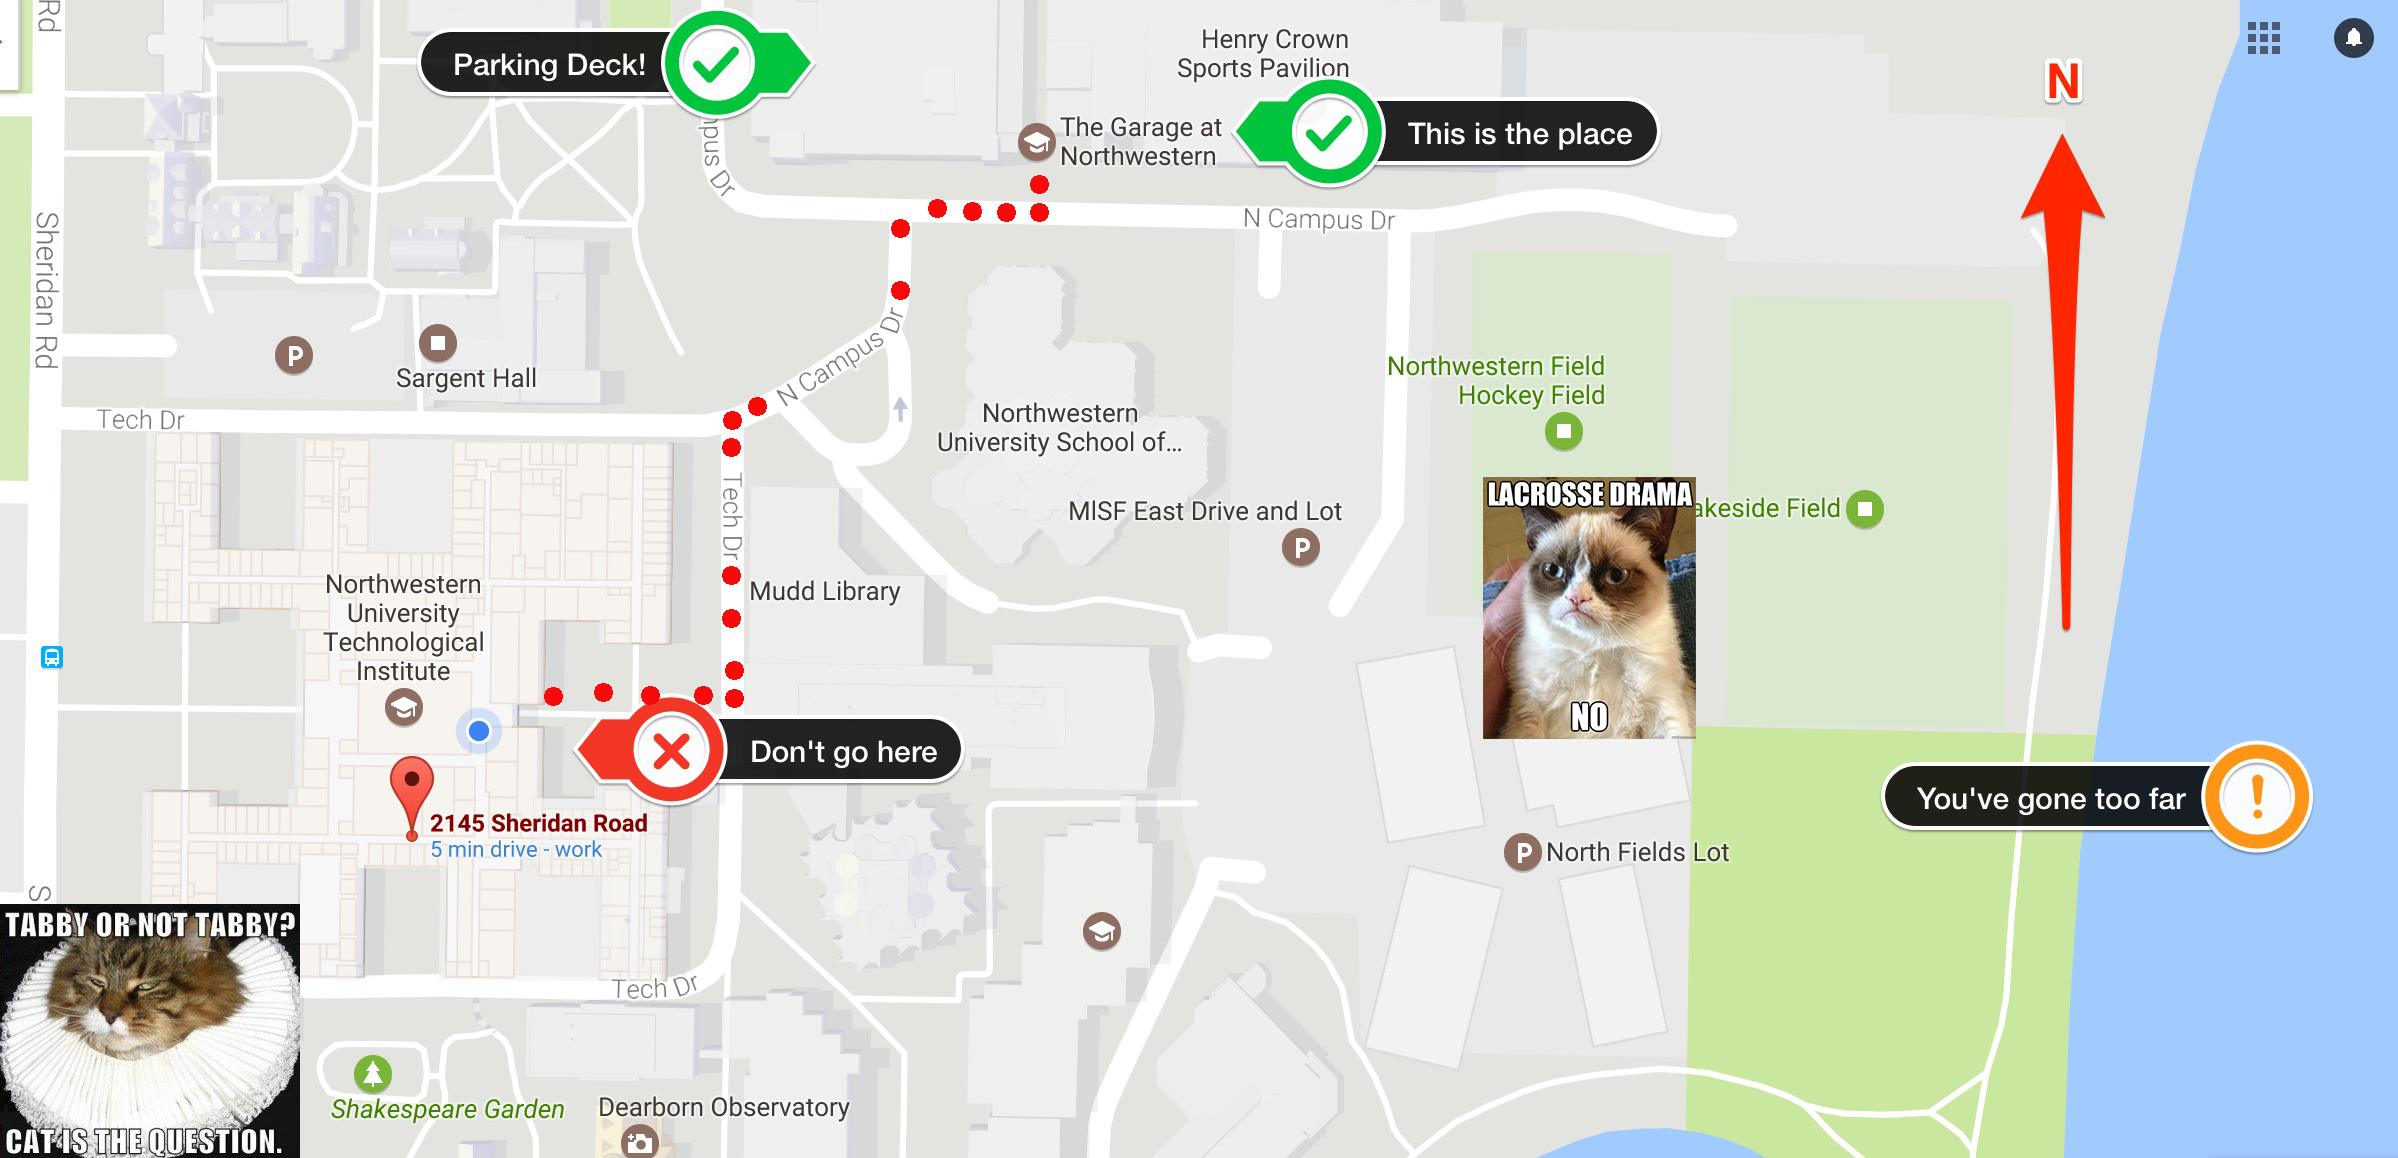 Rd
Parking Deck!
Henry Crown
Sports Pavilion
N
The Garage at
Northwestern
This is the place
pus Dr
N Campus Dr
Sheridan Rd
N Campus Dr
P
Sargent Hall
Northwestern Field
Hockey Field
Tech Dr
Northwestern
University School of...
Tech Dr
LACROSSE DRAMA
akeside Field
MISF East Drive and Lot
P
Mudd Library
Northwestern
University
Technological
Institute
NO
Don't go here
You've gone too far
!
2145 Sheridan Road
5 min drive - work
P
North Fields Lot
S
TABBY OR NOT TABBY?
Tech Dr
Shakespeare Garden
Dearborn Observatory
CAT IS THE QUESTION.